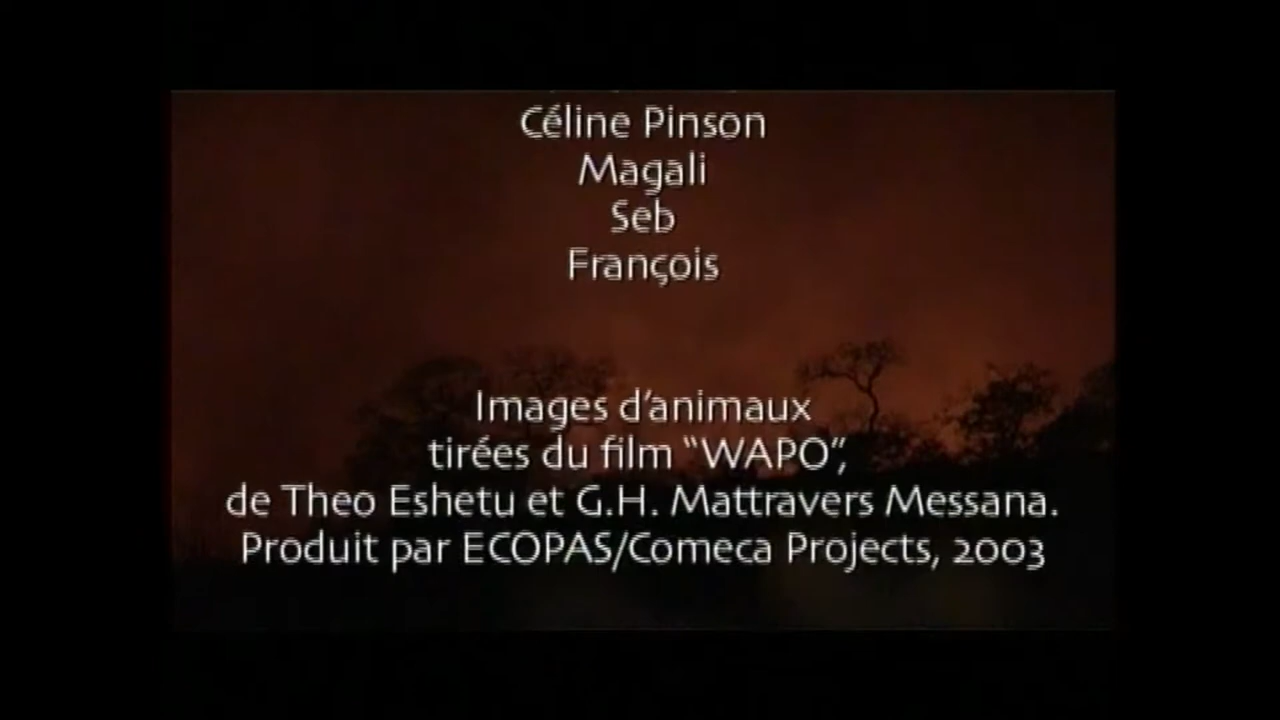 Céline Pinson
Magali
Seb
François
Images d'animaux
tirées du film “WAPO”,
de Theo Eshetu et G.H. Mattravers Messana.
Produit par ECOPAS/Comeca Projects, 2003